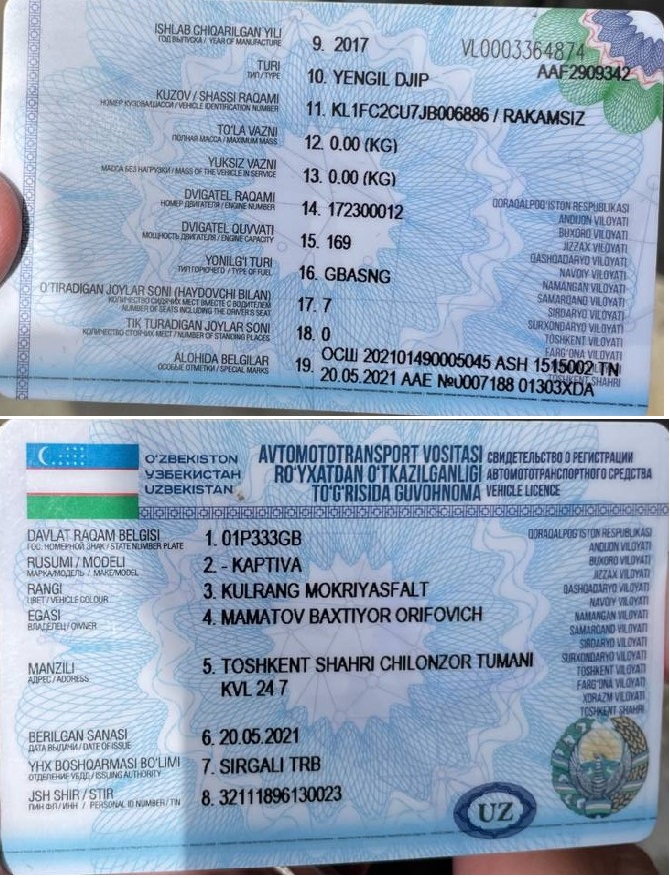 ISHLAB CHIQARILGAN YILI
ГОД ВЫПУСКА / YEAR OF MANUFACTURE
9. 2017
VL0003364874
AAF2909342
TURI
ТИП / TYPE
10. YENGIL DJIP
KUZOV / SHASSI RAQAMI
НОМЕР КУЗОВА/ШАССИ / VEHICLE IDENTIFICATION NUMBER
11. KL1FC2CU7JB006886 / RAKAMSIZ
TO'LA VAZNI
ПОЛНАЯ МАССА / MAXIMUM MASS
12. 0.00 (KG)
YUKSIZ VAZNI
МАССА БЕЗ НАГРУЗКИ / MASS OF THE VEHICLE IN SERVICE
13. 0.00 (KG)
DVIGATEL RAQAMI
НОМЕР ДВИГАТЕЛЯ / ENGINE NUMBER
14. 172300012
DVIGATEL QUVVATI
МОЩНОСТЬ ДВИГАТЕЛЯ / ENGINE CAPACITY
15. 169
YONILG'I TURI
ТИП ГОРЮЧЕГО / TYPE OF FUEL
16. GBASNG
O'TIRADIGAN JOYLAR SONI (HAYDOVCHI BILAN)
КОЛИЧЕСТВО СИДЯЧИХ МЕСТ ВМЕСТЕ С ВОДИТЕЛЕМ
NUMBER OF SEATS INCLUDING THE DRIVER'S SEAT
17. 7
TIK TURADIGAN JOYLAR SONI
КОЛИЧЕСТВО СТОЯЧИХ МЕСТ / NUMBER OF STANDING PLACES
18. 0
ALOHIDA BELGILAR
ОСОБЫЕ ОТМЕТКИ / SPECIAL MARKS
19. ОСШ 202101490005045 ASH 1515002 TN
20.05.2021 AAE №0007188 01303XDA
QORAQALPOG'ISTON RESPUBLIKASI
ANDIJON VILOYATI
BUXORO VILOYATI
JIZZAX VILOYATI
QASHQADARYO VILOYATI
NAVOIY VILOYATI
NAMANGAN VILOYATI
SAMARQAND VILOYATI
SIRDARYO VILOYATI
SURXONDARYO VILOYATI
TOSHKENT VILOYATI
FARG'ONA VILOYATI
TOSHKENT SHAHRI
O'ZBEKISTON
ЎЗБЕКИСТАН
UZBEKISTAN
AVTOMOTOTRANSPORT VOSITASI
RO'YXATDAN O'TKAZILGANLIGI
TO'G'RISIDA GUVOHNOMA
СВИДЕТЕЛЬСТВО О РЕГИСТРАЦИИ
АВТОМОТОТРАНСПОРТНОГО СРЕДСТВА
VEHICLE LICENCE
DAVLAT RAQAM BELGISI
ГОС. НОМЕРНОЙ ЗНАК / STATE NUMBER PLATE
1. 01P333GB
RUSUMI / MODELI
МАРКА/МОДЕЛЬ / MAKE/MODEL
2. - KAPTIVA
RANGI
ЦВЕТ / VEHICLE COLOUR
3. KULRANG MOKRIYASFALT
EGASI
ВЛАДЕЛЕЦ / OWNER
4. MAMATOV BAXTIYOR ORIFOVICH
MANZILI
АДРЕС / ADDRESS
5. TOSHKENT SHAHRI CHILONZOR TUMANI
KVL 24 7
BERILGAN SANASI
ДАТА ВЫДАЧИ / DATE OF ISSUE
6. 20.05.2021
YHX BOSHQARMASI BO'LIMI
ОТДЕЛЕНИЕ УБДД / ISSUING AUTHORITY
7. SIRGALI TRB
JSH SHIR / STIR
ПИНФЛ / ИНН / PERSONAL ID NUMBER / TIN
8. 32111896130023
QORAQALPOG'ISTON RESPUBLIKASI
ANDIJON VILOYATI
BUXORO VILOYATI
JIZZAX VILOYATI
QASHQADARYO VILOYATI
NAVOIY VILOYATI
NAMANGAN VILOYATI
SAMARQAND VILOYATI
SIRDARYO VILOYATI
SURXONDARYO VILOYATI
TOSHKENT VILOYATI
FARG'ONA VILOYATI
XORAZM VILOYATI
TOSHKENT SHAHRI
UZ